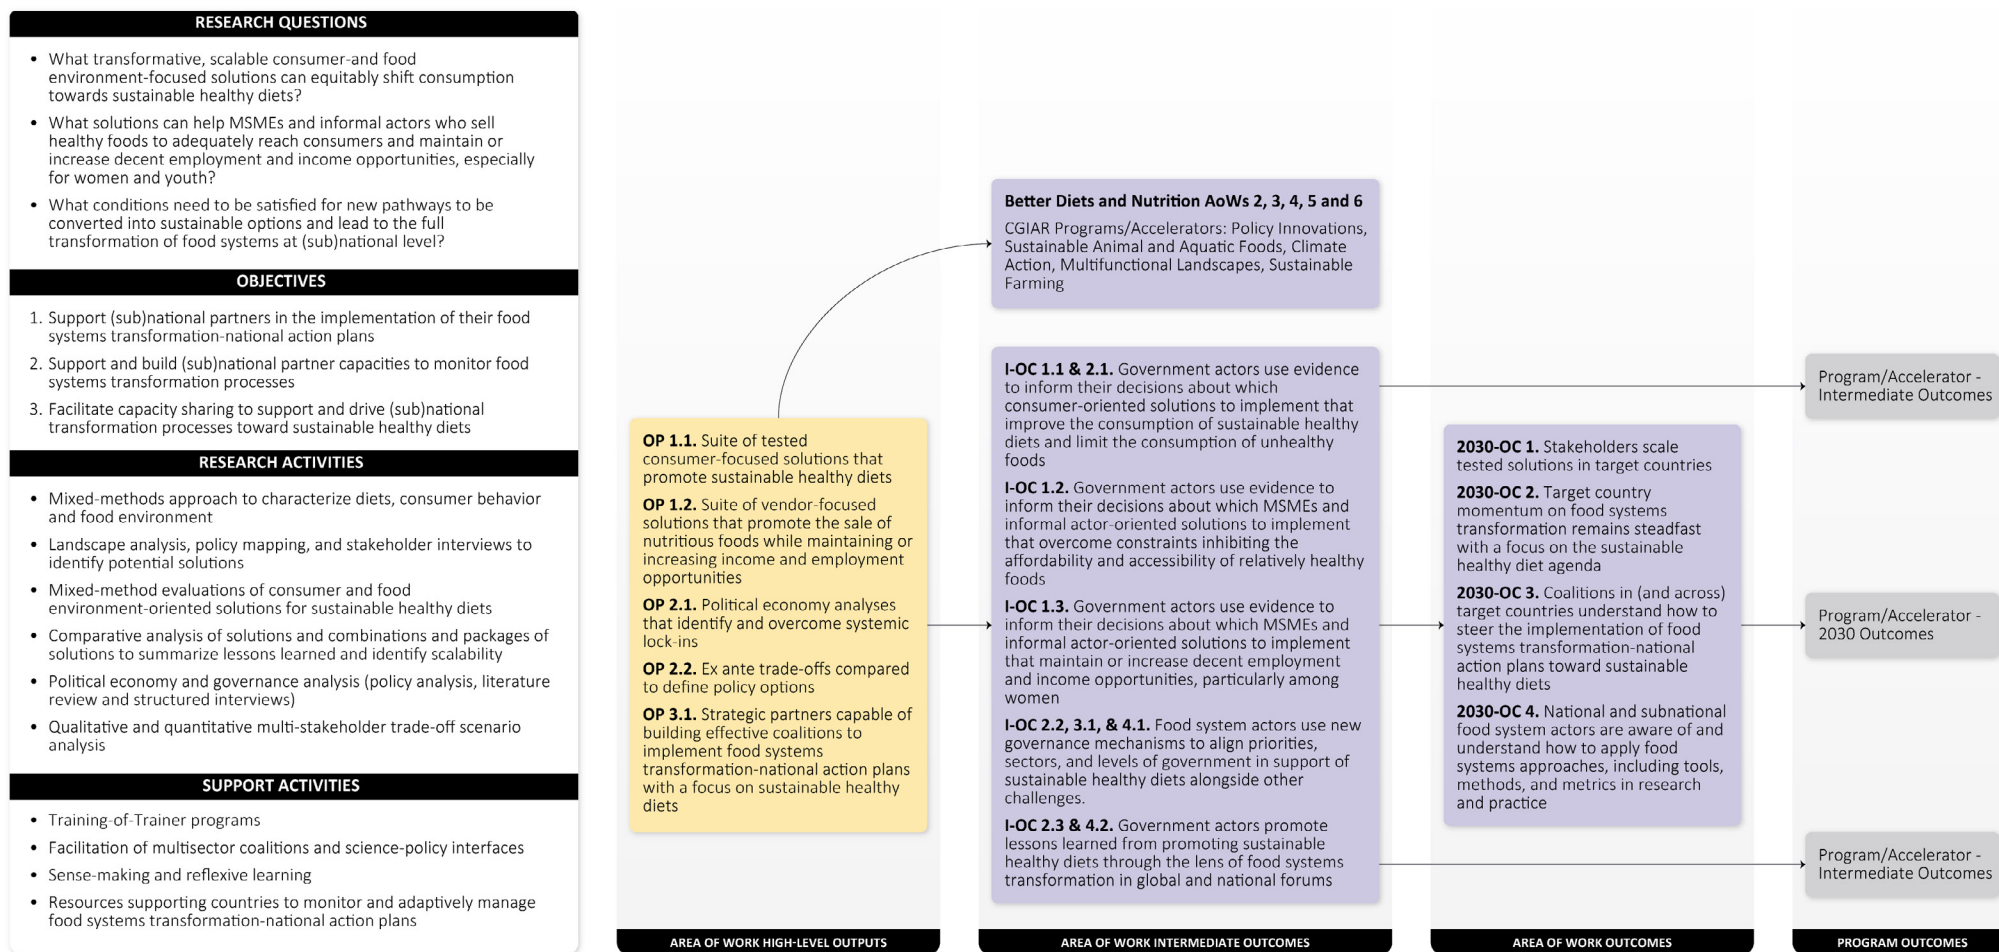 RESEARCH QUESTIONS
• What transformative, scalable consumer-and food
environment-focused solutions can equitably shift consumption
towards sustainable healthy diets?
• What solutions can help MSMEs and informal actors who sell
healthy foods to adequately reach consumers and maintain or
increase decent employment and income opportunities, especially
for women and youth?
• What conditions need to be satisfied for new pathways to be
converted into sustainable options and lead to the full
transformation of food systems at (sub)national level?
OBJECTIVES
1. Support (sub)national partners in the implementation of their food
systems transformation-national action plans
2. Support and build (sub)national partner capacities to monitor food
systems transformation processes
3. Facilitate capacity sharing to support and drive (sub)national
transformation processes toward sustainable healthy diets
RESEARCH ACTIVITIES
• Mixed-methods approach to characterize diets, consumer behavior
and food environment
• Landscape analysis, policy mapping, and stakeholder interviews to
identify potential solutions
• Mixed-method evaluations of consumer and food
environment-oriented solutions for sustainable healthy diets
• Comparative analysis of solutions and combinations and packages of
solutions to summarize lessons learned and identify scalability
• Political economy and governance analysis (policy analysis, literature
review and structured interviews)
• Qualitative and quantitative multi-stakeholder trade-off scenario
analysis
SUPPORT ACTIVITIES
• Training-of-Trainer programs
• Facilitation of multisector coalitions and science-policy interfaces
• Sense-making and reflexive learning
• Resources supporting countries to monitor and adaptively manage
food systems transformation-national action plans
OP 1.1. Suite of tested
consumer-focused solutions that
promote sustainable healthy diets
OP 1.2. Suite of vendor-focused
solutions that promote the sale of
nutritious foods while maintaining or
increasing income and employment
opportunities
OP 2.1. Political economy analyses
that identify and overcome systemic
lock-ins
OP 2.2. Ex ante trade-offs compared
to define policy options
OP 3.1. Strategic partners capable of
building effective coalitions to
implement food systems
transformation-national action plans
with a focus on sustainable healthy
diets
AREA OF WORK HIGH-LEVEL OUTPUTS
Better Diets and Nutrition AoWs 2, 3, 4, 5 and 6
CGIAR Programs/Accelerators: Policy Innovations,
Sustainable Animal and Aquatic Foods, Climate
Action, Multifunctional Landscapes, Sustainable
Farming
I-OC 1.1 & 2.1. Government actors use evidence
to inform their decisions about which
consumer-oriented solutions to implement that
improve the consumption of sustainable healthy
diets and limit the consumption of unhealthy
foods
I-OC 1.2. Government actors use evidence to
inform their decisions about which MSMEs and
informal actor-oriented solutions to implement
that overcome constraints inhibiting the
affordability and accessibility of relatively healthy
foods
I-OC 1.3. Government actors use evidence to
inform their decisions about which MSMEs and
informal actor-oriented solutions to implement
that maintain or increase decent employment
and income opportunities, particularly among
women
I-OC 2.2, 3.1, & 4.1. Food system actors use new
governance mechanisms to align priorities,
sectors, and levels of government in support of
sustainable healthy diets alongside other
challenges.
I-OC 2.3 & 4.2. Government actors promote
lessons learned from promoting sustainable
healthy diets through the lens of food systems
transformation in global and national forums
AREA OF WORK INTERMEDIATE OUTCOMES
2030-OC 1. Stakeholders scale
tested solutions in target countries
2030-OC 2. Target country
momentum on food systems
transformation remains steadfast
with a focus on the sustainable
healthy diet agenda
2030-OC 3. Coalitions in (and across)
target countries understand how to
steer the implementation of food
systems transformation-national
action plans toward sustainable
healthy diets
2030-OC 4. National and subnational
food system actors are aware of and
understand how to apply food
systems approaches, including tools,
methods, and metrics in research
and practice
AREA OF WORK OUTCOMES
Program/Accelerator -
Intermediate Outcomes
Program/Accelerator -
2030 Outcomes
Program/Accelerator -
Intermediate Outcomes
PROGRAM OUTCOMES